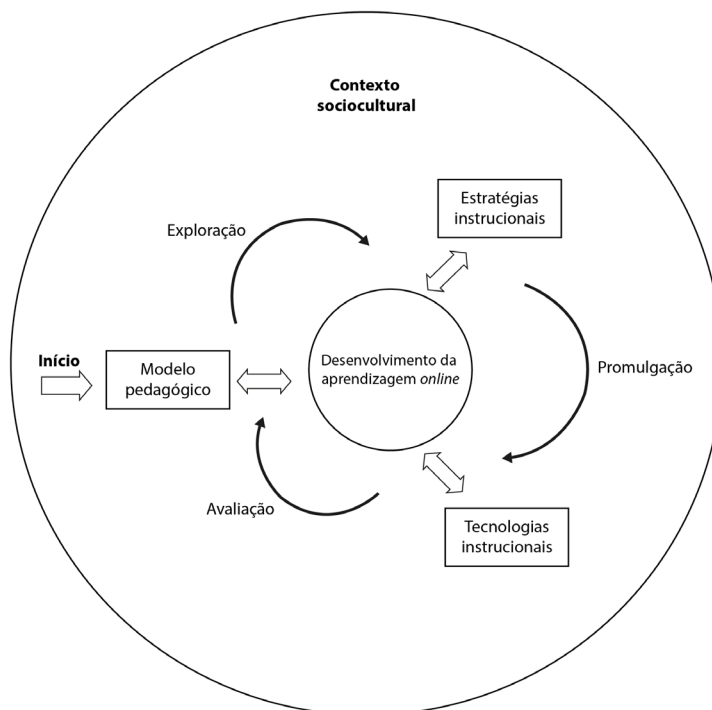 Contexto
sociocultural
Estratégias
instrucionais
Exploração
Início
Modelo
pedagógico
Desenvolvimento da
aprendizagem online
Promulgação
Avaliação
Tecnologias
instrucionais